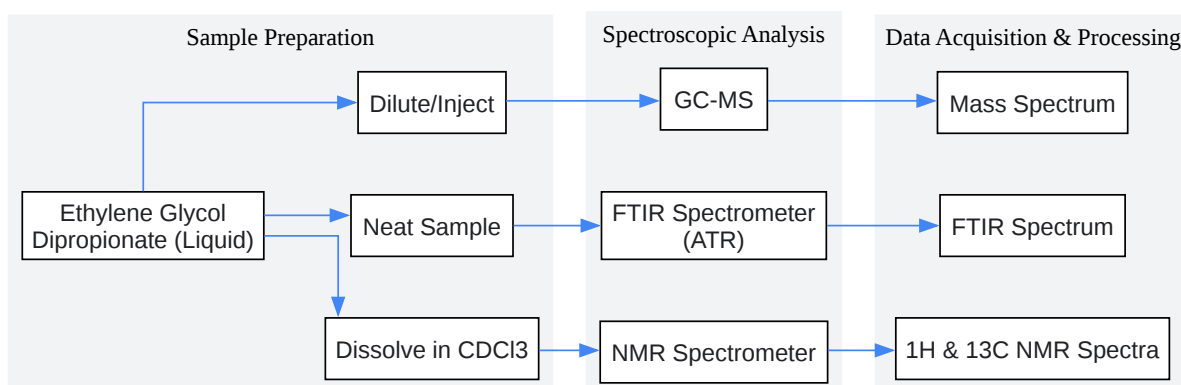 Sample Preparation
Spectroscopic Analysis
Data Acquisition & Processing
Dilute/Inject
GC-MS
Mass Spectrum
Ethylene Glycol
Dipropionate (Liquid)
Neat Sample
FTIR Spectrometer
(ATR)
FTIR Spectrum
Dissolve in CDCl3
NMR Spectrometer
1H & 13C NMR Spectra